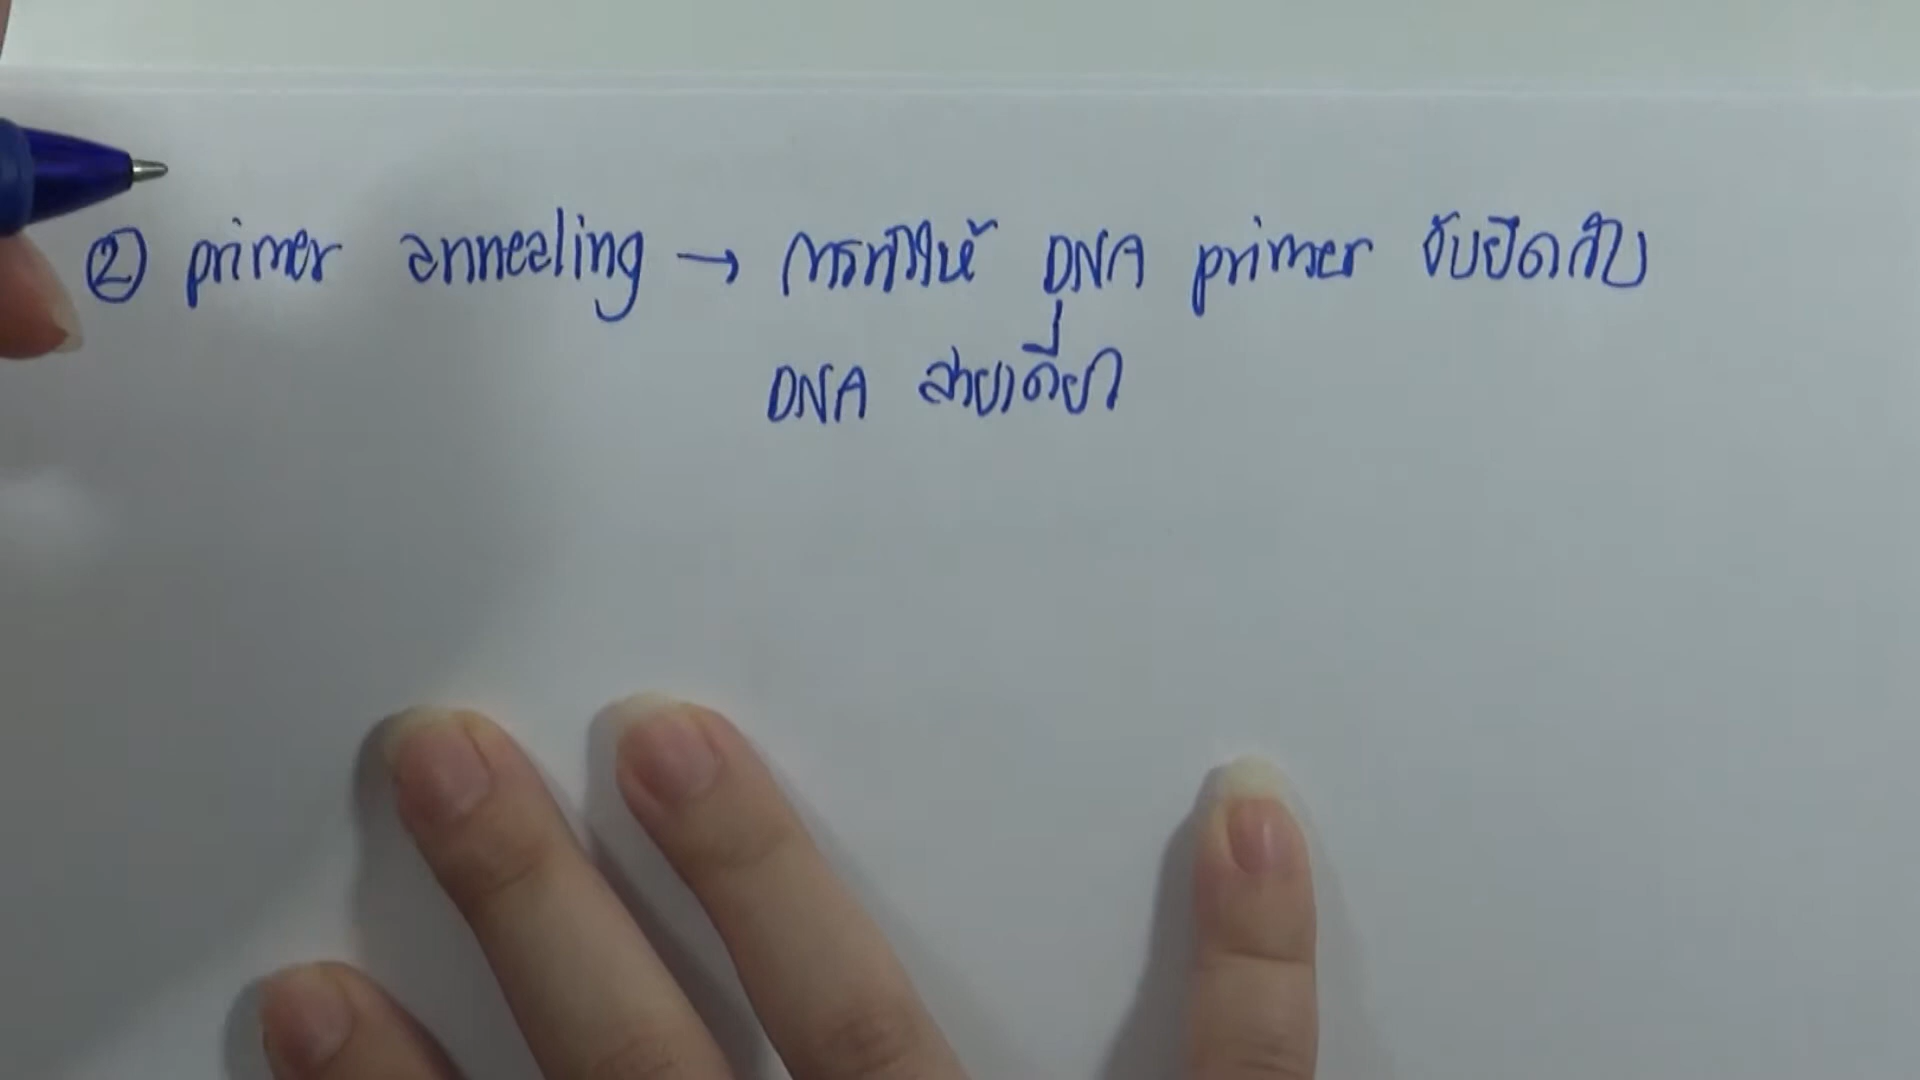 ② primer annealing → การทำให้ DNA primer จับยึดกับ
DNA สายเดี่ยว